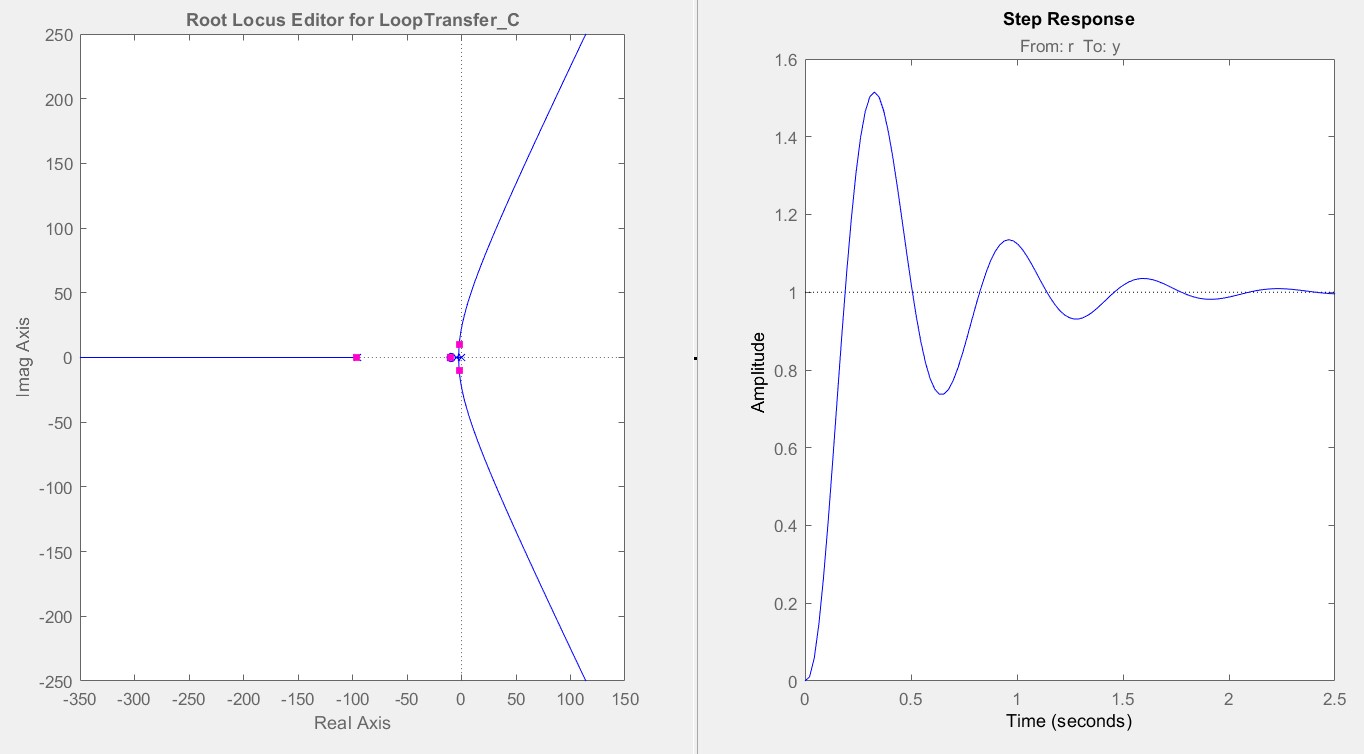 Root Locus Editor for LoopTransfer_C
250
200
150
100
50
0
-50
-100
-150
-200
-250
Imag Axis
-350 -300 -250 -200 -150 -100 -50 0 50 100 150
Real Axis
Step Response
From: r To: y
1.6
1.4
1.2
1
0.8
0.6
0.4
0.2
0
Amplitude
0 0.5 1 1.5 2 2.5
Time (seconds)